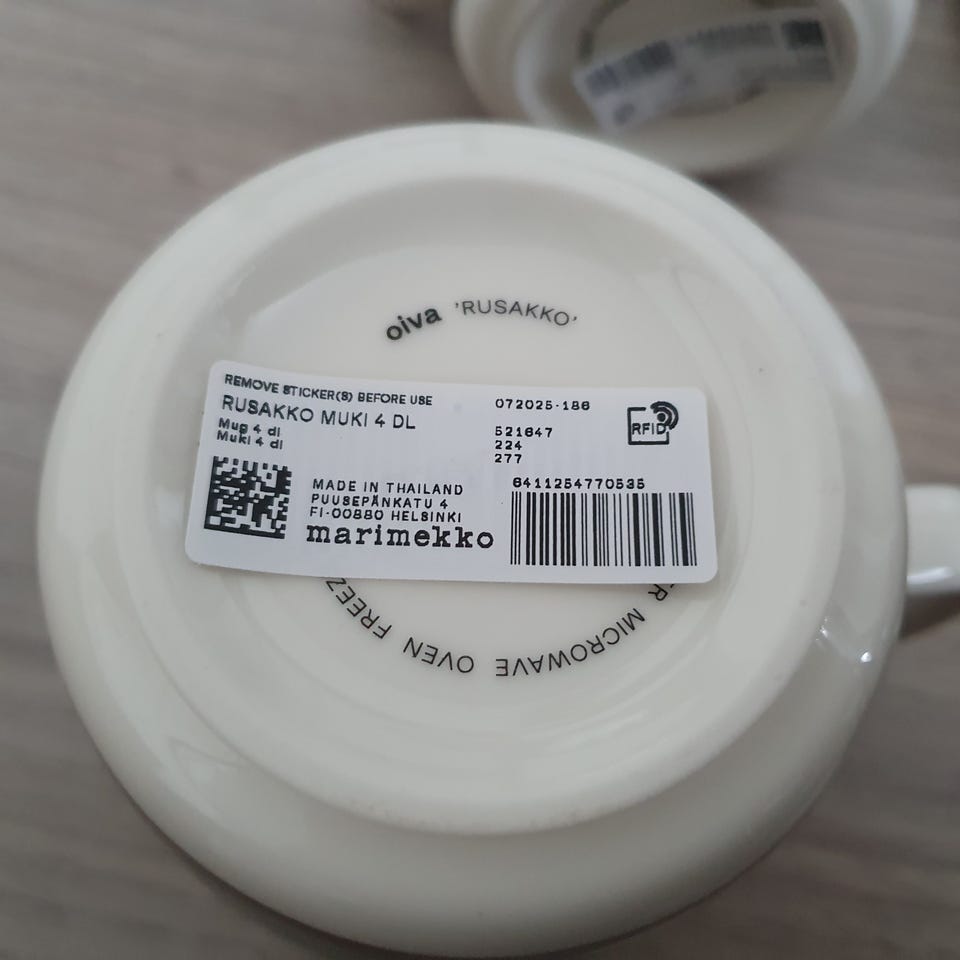 oiva 'RUSAKKO'
REMOVE STICKER(S) BEFORE USE
RUSAKKO MUKI 4 DL
Mug 4 dl
Muki 4 dl
072025-186
521647
224
277
RFID
MADE IN THAILAND
PUUSEPÄNKATU 4
FI-00880 HELSINKI
marimekko
6411254770535
MICROWAVE OVEN